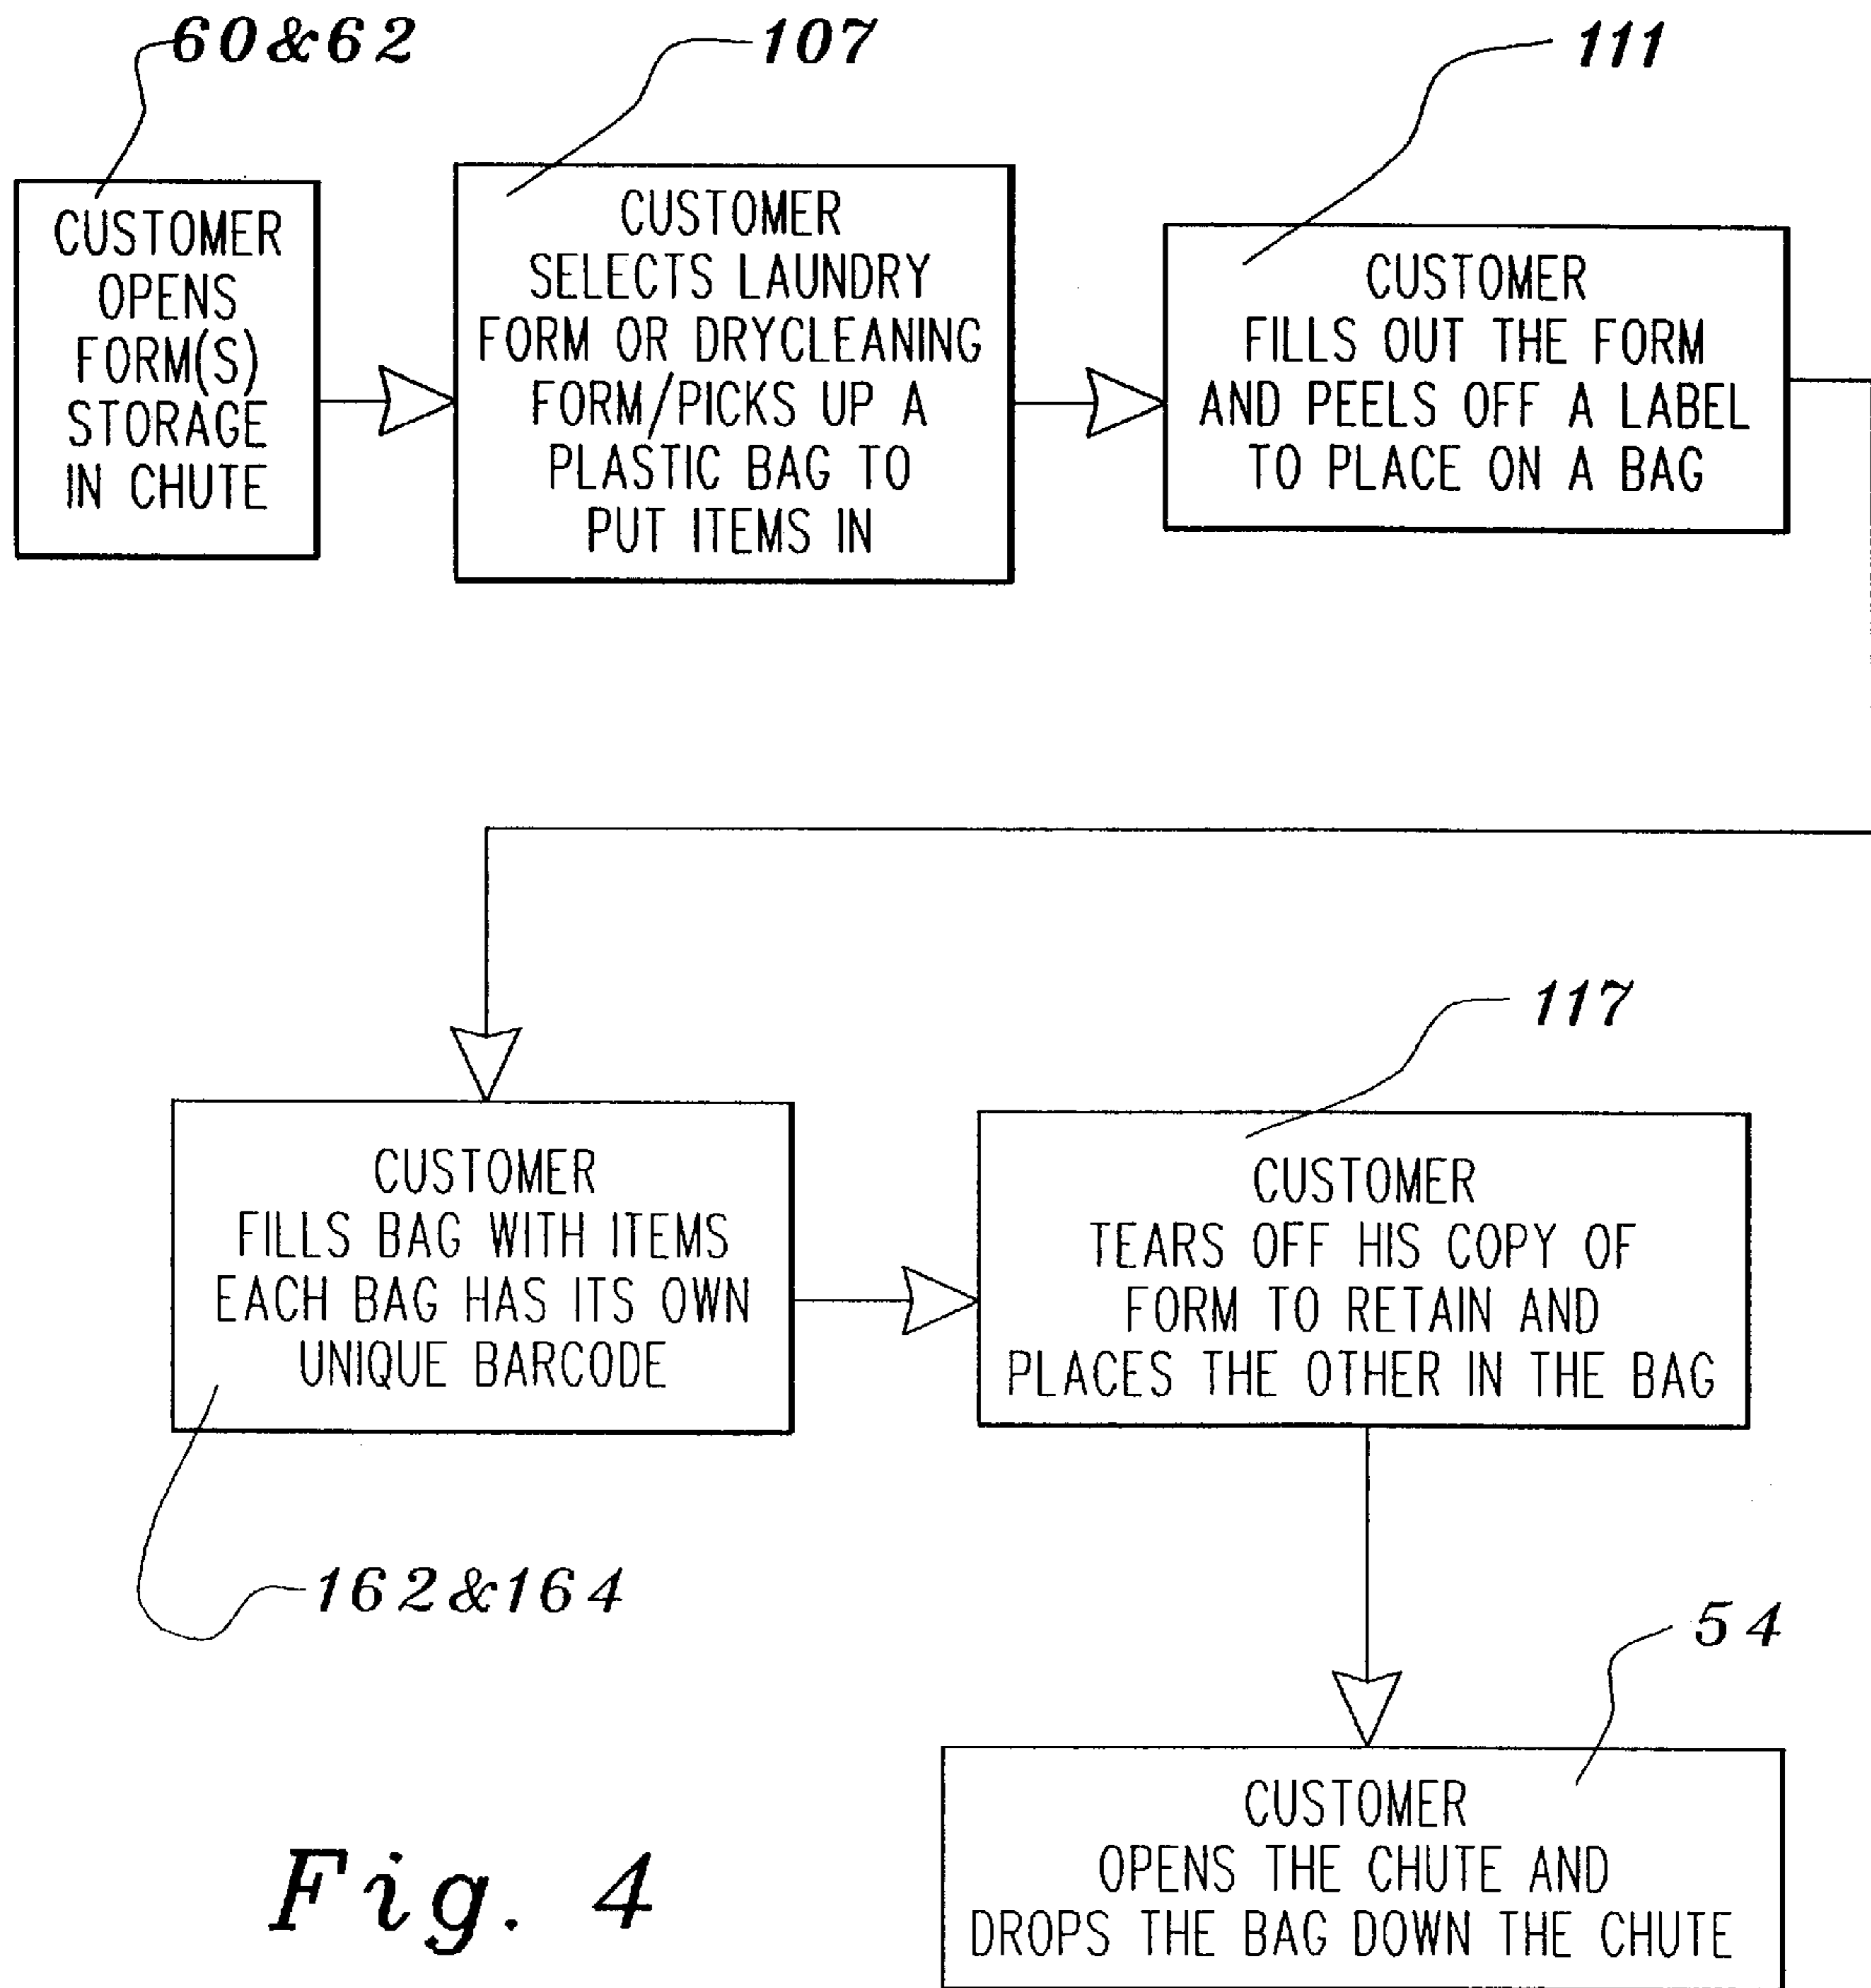 60&62
107
111
CUSTOMER
OPENS
FORM(S)
STORAGE
IN CHUTE
CUSTOMER
SELECTS LAUNDRY
FORM OR DRYCLEANING
FORM/PICKS UP A
PLASTIC BAG TO
PUT ITEMS IN
CUSTOMER
FILLS OUT THE FORM
AND PEELS OFF A LABEL
TO PLACE ON A BAG
117
CUSTOMER
FILLS BAG WITH ITEMS
EACH BAG HAS ITS OWN
UNIQUE BARCODE
CUSTOMER
TEARS OFF HIS COPY OF
FORM TO RETAIN AND
PLACES THE OTHER IN THE BAG
162&164
54
CUSTOMER
OPENS THE CHUTE AND
DROPS THE BAG DOWN THE CHUTE
Fig. 4